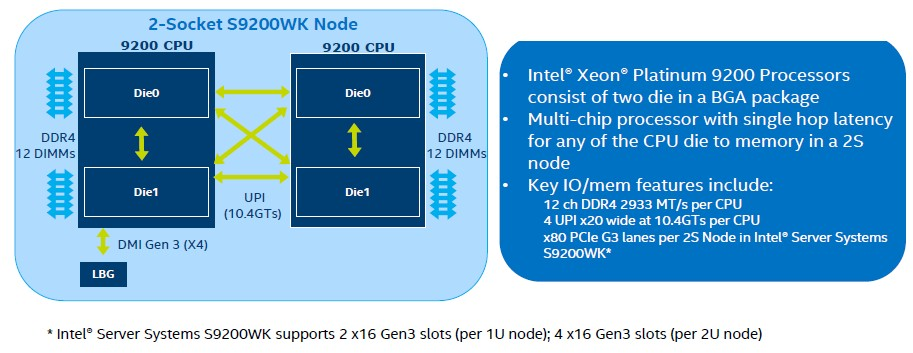 2-Socket S9200WK Node
9200 CPU
9200 CPU
Die0
Die0
DDR4
12 DIMMs
DDR4
12 DIMMs
Die1
Die1
UPI
(10.4GTs)
DMI Gen 3 (X4)
LBG
• Intel® Xeon® Platinum 9200 Processors
consist of two die in a BGA package
• Multi-chip processor with single hop latency
for any of the CPU die to memory in a 2S
node
• Key IO/mem features include:
12 ch DDR4 2933 MT/s per CPU
4 UPI x20 wide at 10.4GTs per CPU
x80 PCIe G3 lanes per 2S Node in Intel® Server Systems
S9200WK*
* Intel® Server Systems S9200WK supports 2 x16 Gen3 slots (per 1U node); 4 x16 Gen3 slots (per 2U node)